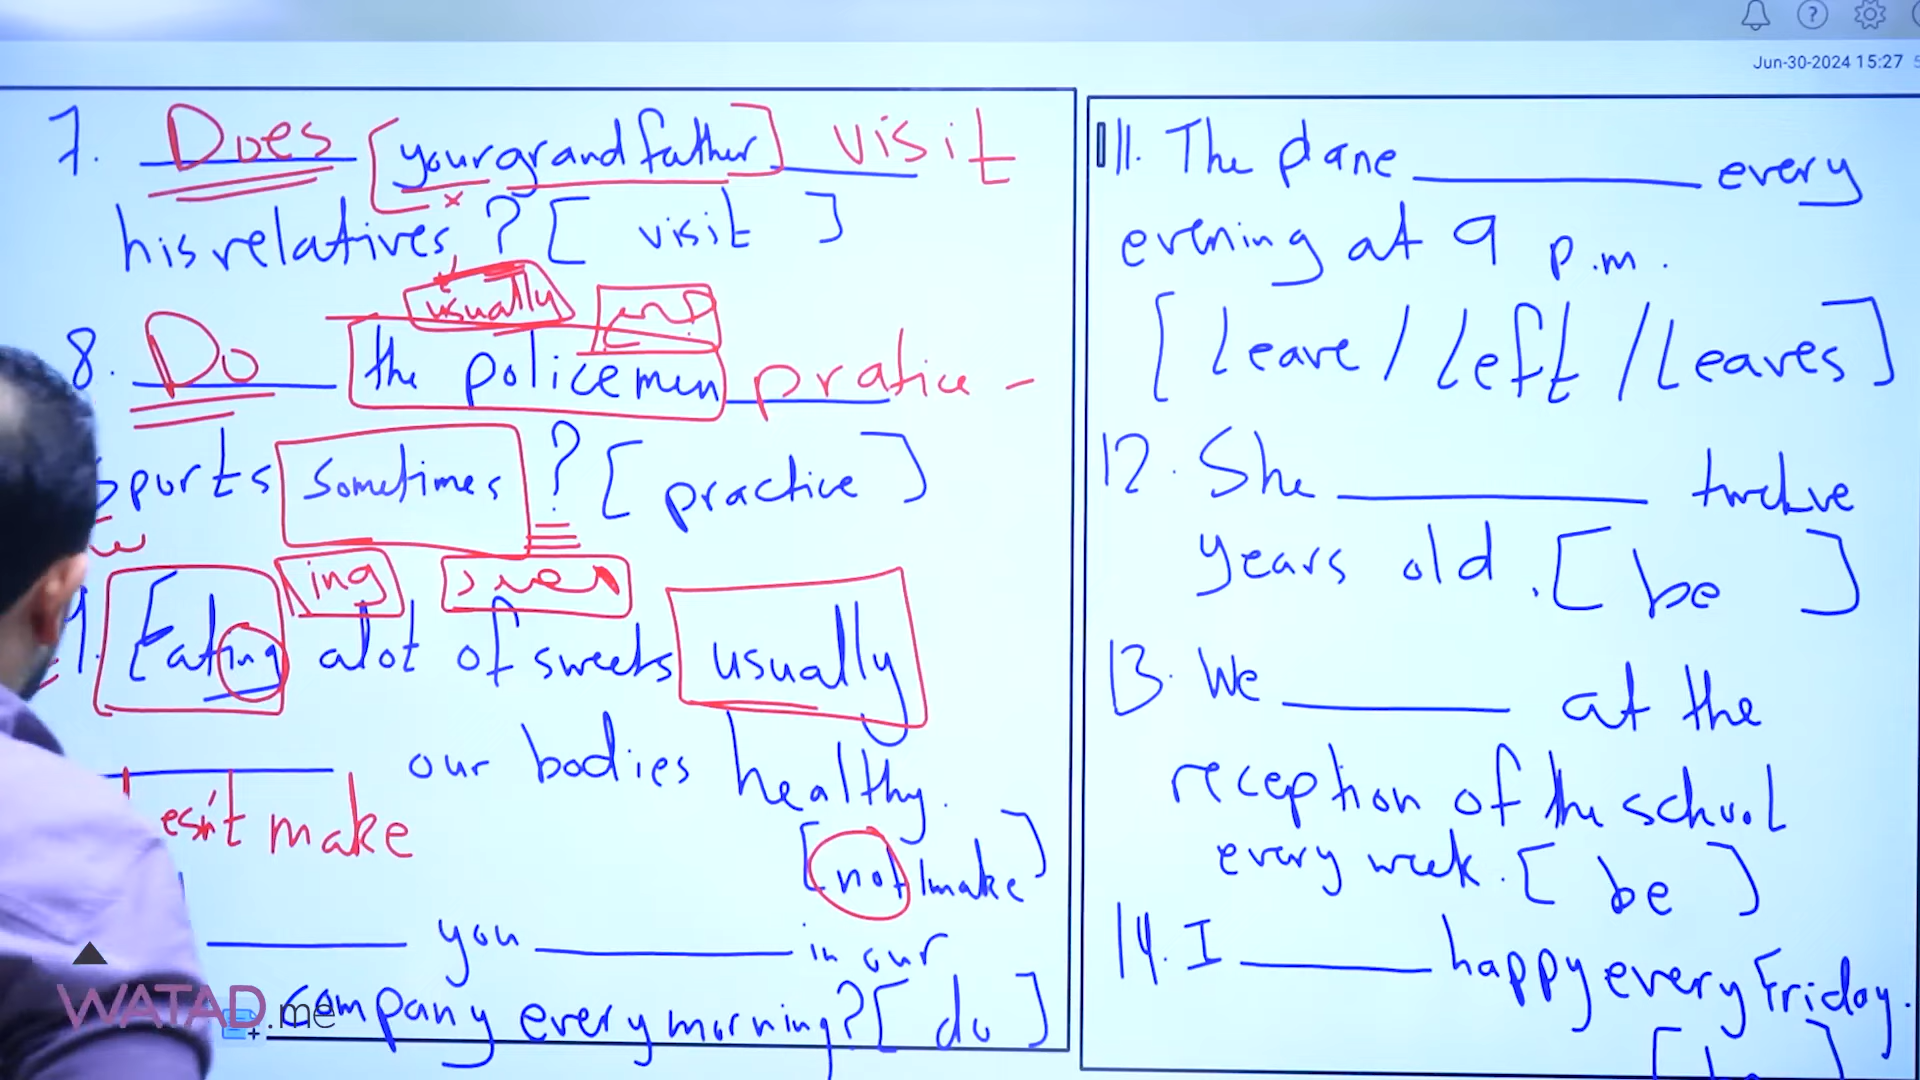 Jun-30-2024 15:27
7. Does your grandfather visit
his relatives? [ visit ]
usually
8. Do the policemen pratice
sports sometimes ? [ practice ]
ing
9. Eating alot of sweets usually
our bodies healthy.
esn't make
[not/make]
you in our
company every morning? [ do ]
11. The plane every
evening at 9 p.m.
[Leave / Left / Leaves]
12. She twelve
years old. [ be ]
13. We at the
reception of the school
every week. [ be ]
14. I happy every Friday.
WATAD.me